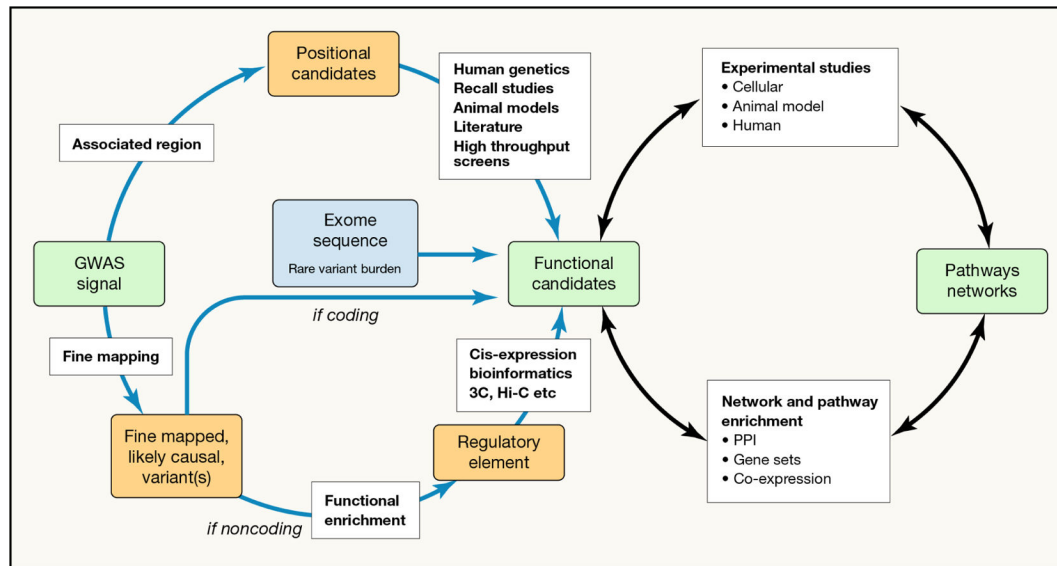 Positional
candidates
Human genetics
Recall studies
Animal models
Literature
High throughput
screens
Experimental studies
• Cellular
• Animal model
• Human
Associated region
Exome
sequence
Rare variant burden
GWAS
signal
Functional
candidates
Pathways
networks
if coding
Fine mapping
Cis-expression
bioinformatics
3C, Hi-C etc
Network and pathway
enrichment
• PPI
• Gene sets
• Co-expression
Fine mapped,
likely causal,
variant(s)
Regulatory
element
Functional
enrichment
if noncoding